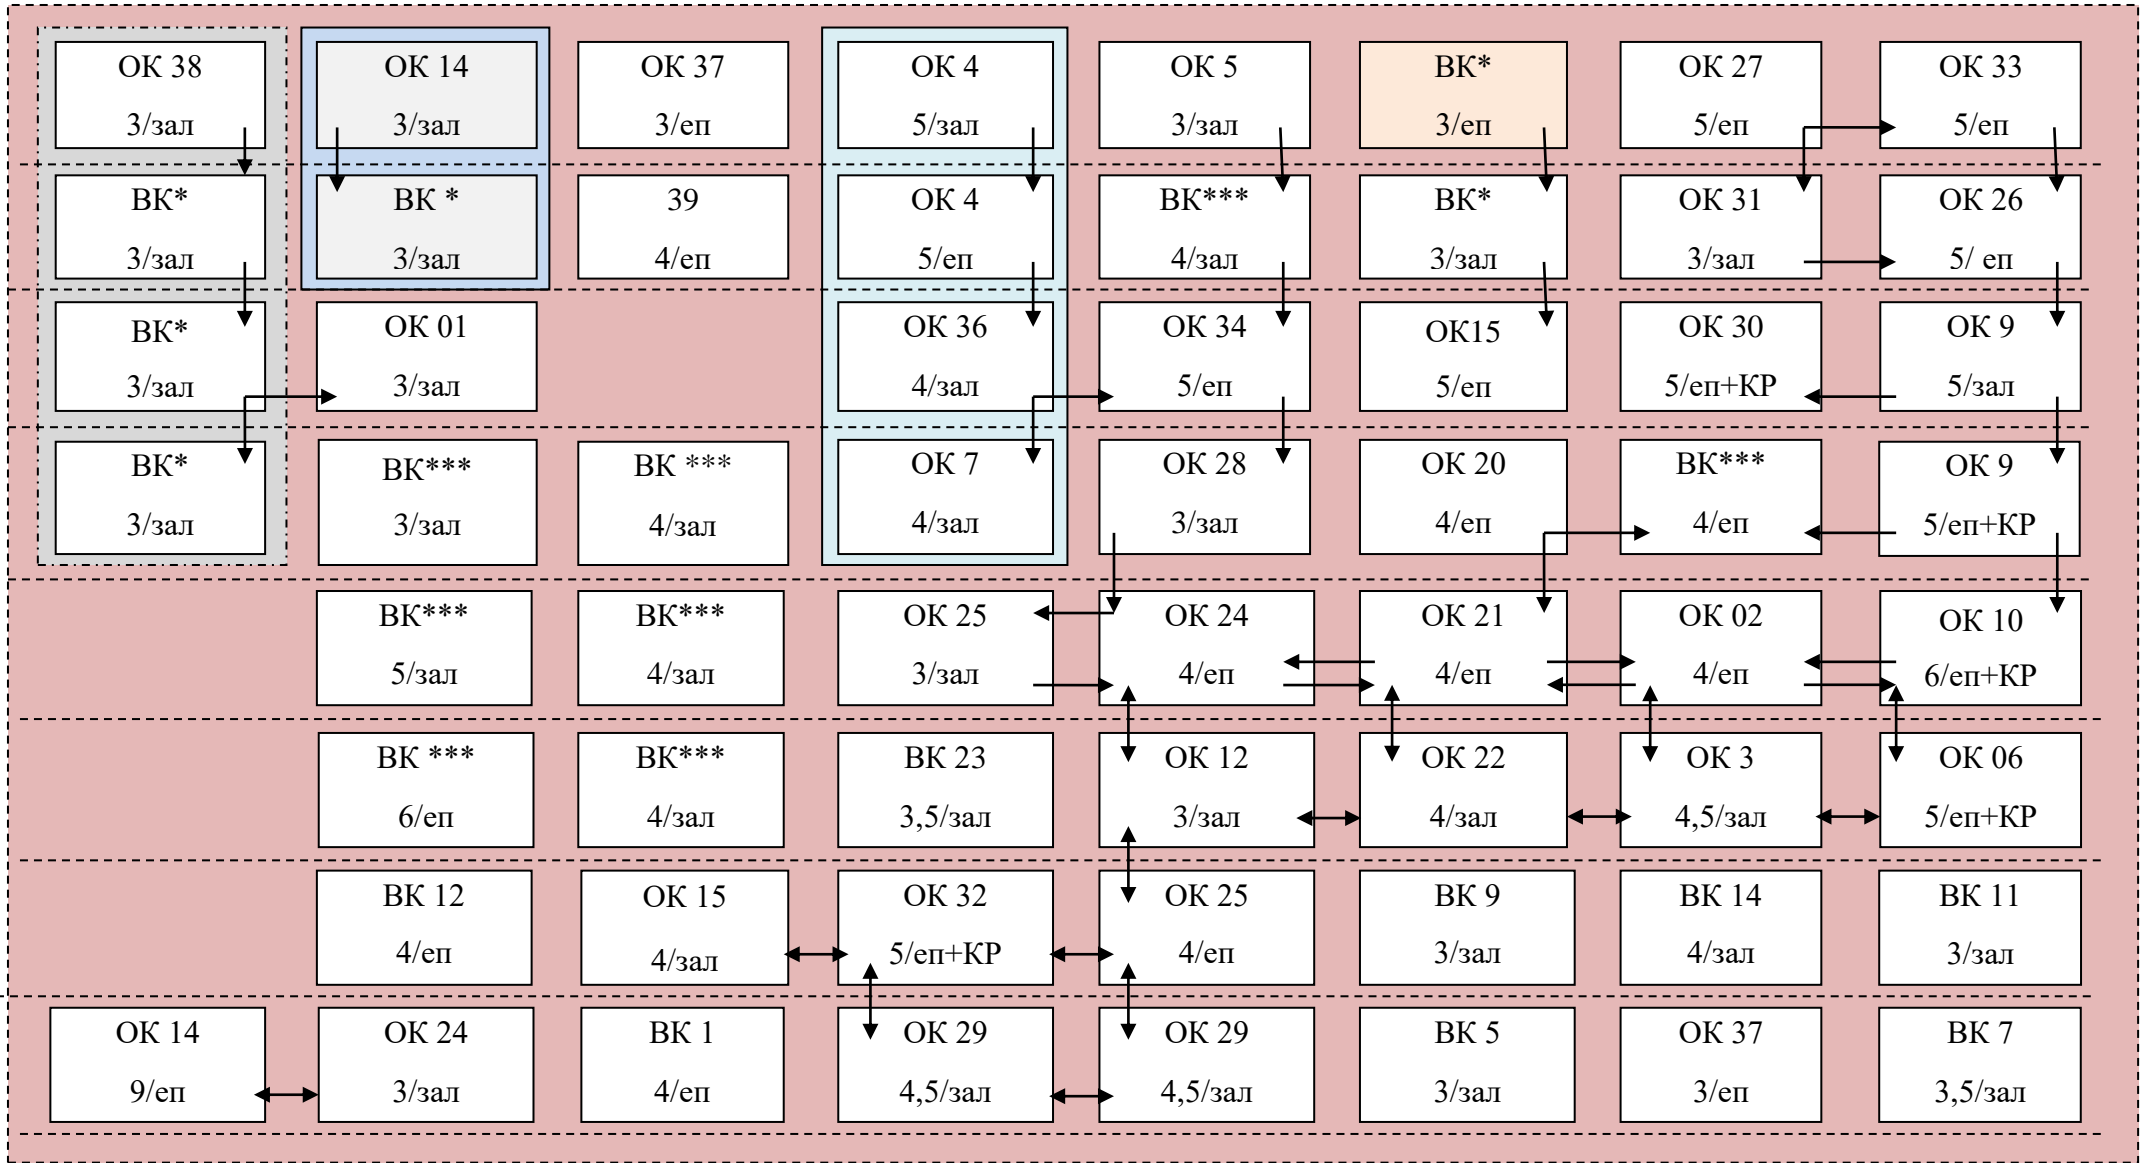 ОК 38
3/зал
ОК 14
3/зал
ОК 37
3/еп
ОК 4
5/зал
ОК 5
3/зал
ВК*
3/еп
ОК 27
5/еп
ОК 33
5/еп
ВК*
3/зал
ВК *
3/зал
39
4/еп
ОК 4
5/еп
ВК***
4/зал
ВК*
3/зал
ОК 31
3/зал
ОК 26
5/ еп
ВК*
3/зал
ОК 01
3/зал
ОК 36
4/зал
ОК 34
5/еп
ОК15
5/еп
ОК 30
5/еп+КР
ОК 9
5/зал
ВК*
3/зал
ВК***
3/зал
ВК ***
4/зал
ОК 7
4/зал
ОК 28
3/зал
ОК 20
4/еп
ВК***
4/еп
ОК 9
5/еп+КР
ВК***
5/зал
ВК***
4/зал
ОК 25
3/зал
ОК 24
4/еп
ОК 21
4/еп
ОК 02
4/еп
ОК 10
6/еп+КР
ВК ***
6/еп
ВК***
4/зал
ВК 23
3,5/зал
ОК 12
3/зал
ОК 22
4/зал
ОК 3
4,5/зал
ОК 06
5/еп+КР
ВК 12
4/еп
ОК 15
4/зал
ОК 32
5/еп+КР
ОК 25
4/еп
ВК 9
3/зал
ВК 14
4/зал
ВК 11
3/зал
ОК 14
9/еп
ОК 24
3/зал
ВК 1
4/еп
ОК 29
4,5/зал
ОК 29
4,5/зал
ВК 5
3/зал
ОК 37
3/еп
ВК 7
3,5/зал